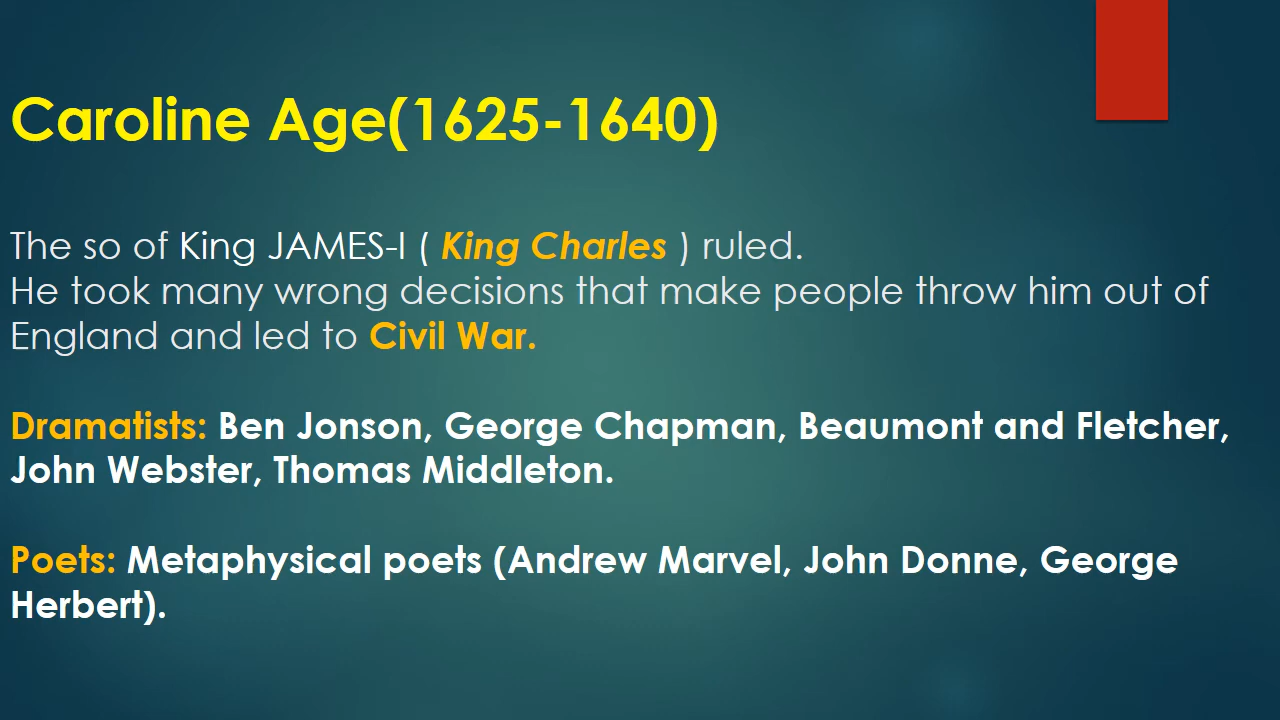 Caroline Age(1625-1640)
The so of King JAMES-I ( King Charles ) ruled.
He took many wrong decisions that make people throw him out of
England and led to Civil War.
Dramatists: Ben Jonson, George Chapman, Beaumont and Fletcher,
John Webster, Thomas Middleton.
Poets: Metaphysical poets (Andrew Marvel, John Donne, George
Herbert).